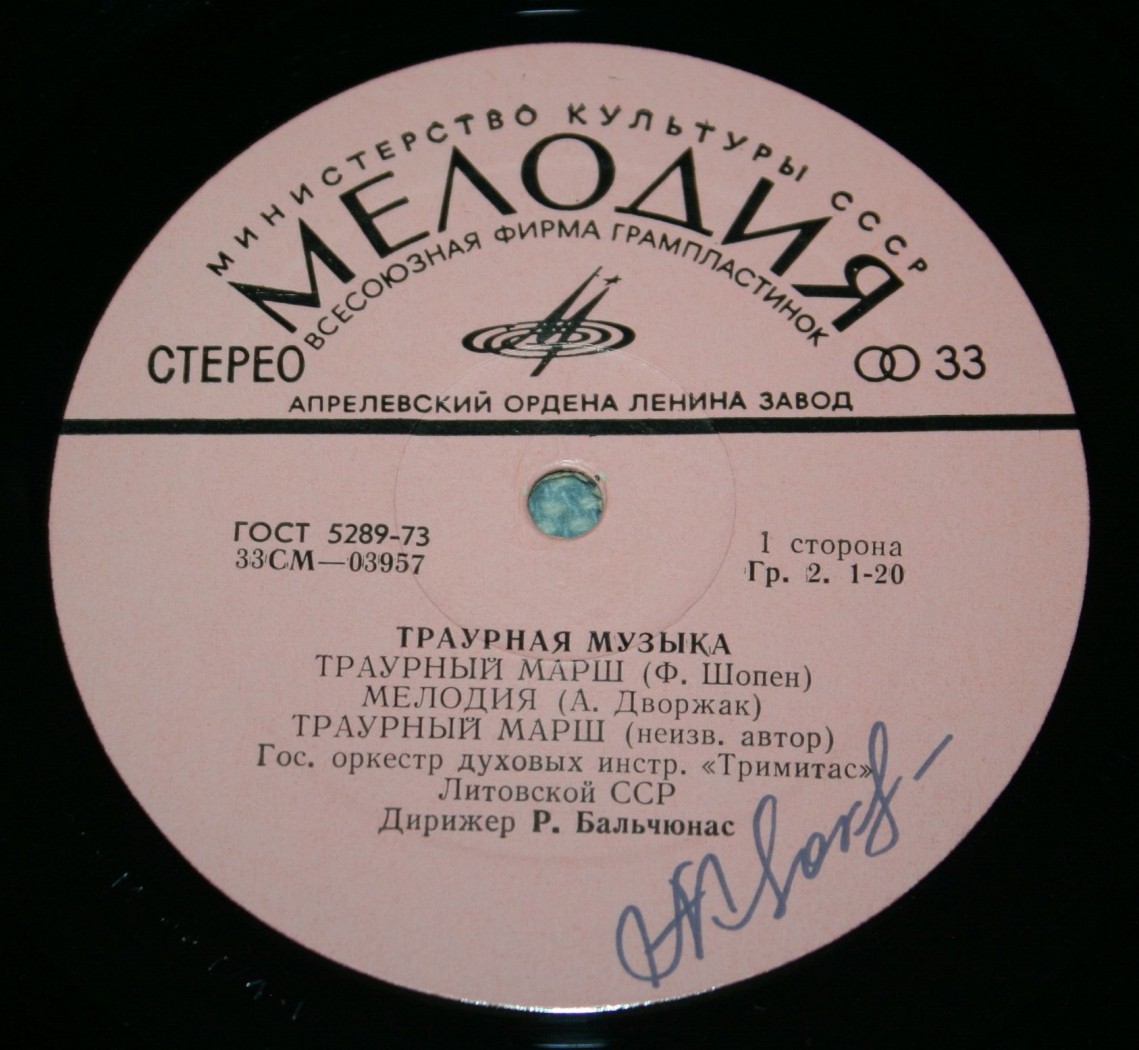 МИНИСТЕРСТВО КУЛЬТУРЫ СССР
МЕЛОДИЯ
ВСЕСОЮЗНАЯ ФИРМА ГРАМПЛАСТИНОК
СТЕРЕО
33
АПРЕЛЕВСКИЙ ОРДЕНА ЛЕНИНА ЗАВОД
ГОСТ 5289-73
33СМ—03957
1 сторона
Гр. 2. 1-20
ТРАУРНАЯ МУЗЫКА
ТРАУРНЫЙ МАРШ (Ф. Шопен)
МЕЛОДИЯ (А. Дворжак)
ТРАУРНЫЙ МАРШ (неизв. автор)
Гос. оркестр духовых инстр. «Тримитас»
Литовской ССР
Дирижер Р. Бальчюнас